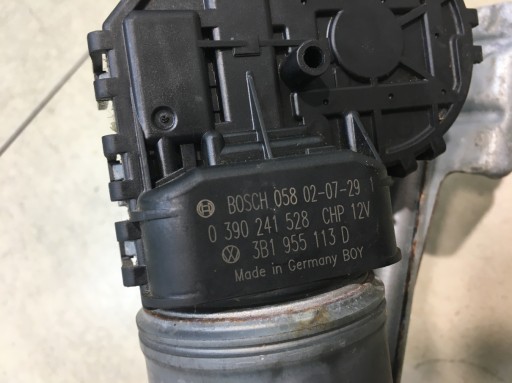 BOSCH 058 02-07-29 1
0 390 241 528 CHP 12V
3B1 955 113 D
Made in Germany BOY